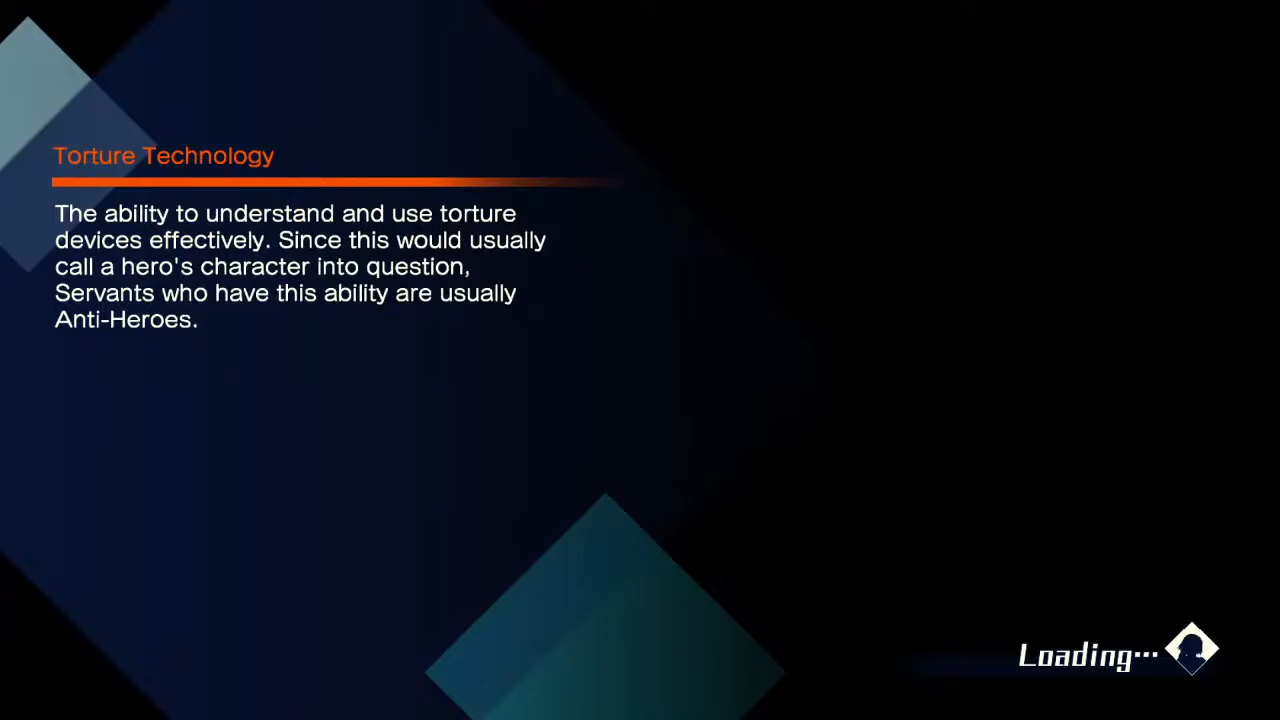 Torture Technology
The ability to understand and use torture
devices effectively. Since this would usually
call a hero's character into question,
Servants who have this ability are usually
Anti-Heroes.
Loading···